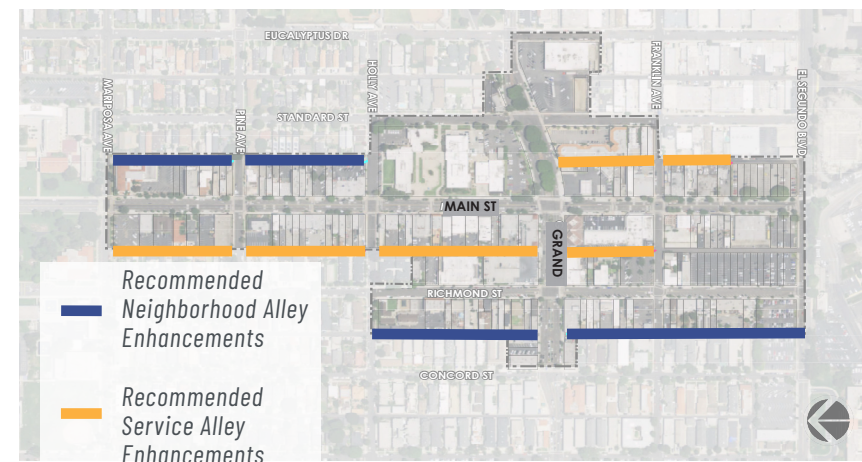 EUCALYPTUS DR
MARIPOSA AVE
PINE AVE
HOLLY AVE
FRANKLIN AVE
EL SEGUNDO BLVD
STANDARD ST
MAIN ST
GRAND
RICHMOND ST
CONCORD ST
Recommended
Neighborhood Alley
Enhancements
Recommended
Service Alley
Enhancements